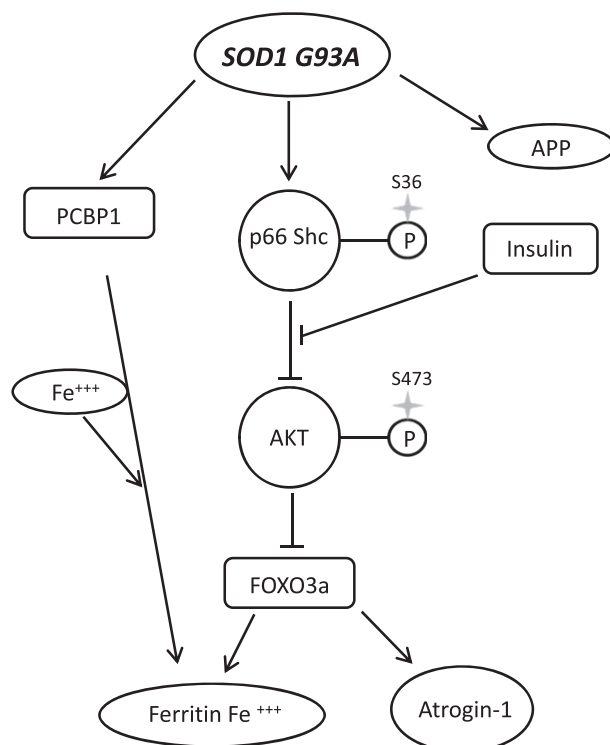 SOD1 G93A
APP
S36
PCBP1
p66 Shc
P
Insulin
Fe+++
S473
AKT
P
FOXO3a
Ferritin Fe +++
Atrogin-1